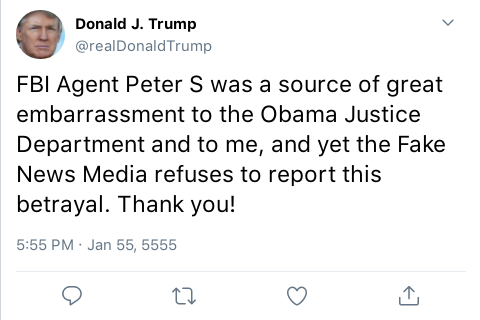 Donald J. Trump
@realDonaldTrump
FBI Agent Peter S was a source of great
embarrassment to the Obama Justice
Department and to me, and yet the Fake
News Media refuses to report this
betrayal. Thank you!
5:55 PM · Jan 55, 5555